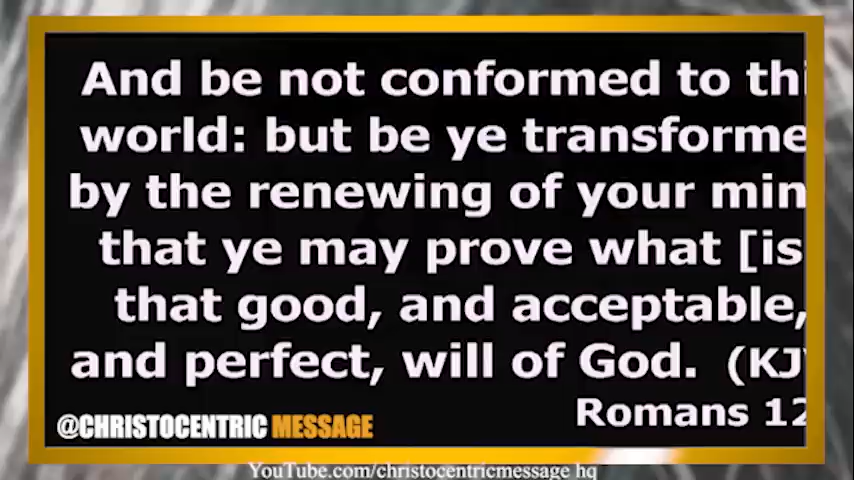 And be not conformed to thi
world: but be ye transforme
by the renewing of your min
that ye may prove what [is
that good, and acceptable,
and perfect, will of God. (KJV
Romans 12
@CHRISTOCENTRIC MESSAGE
YouTube.com/christocentricmessage hq